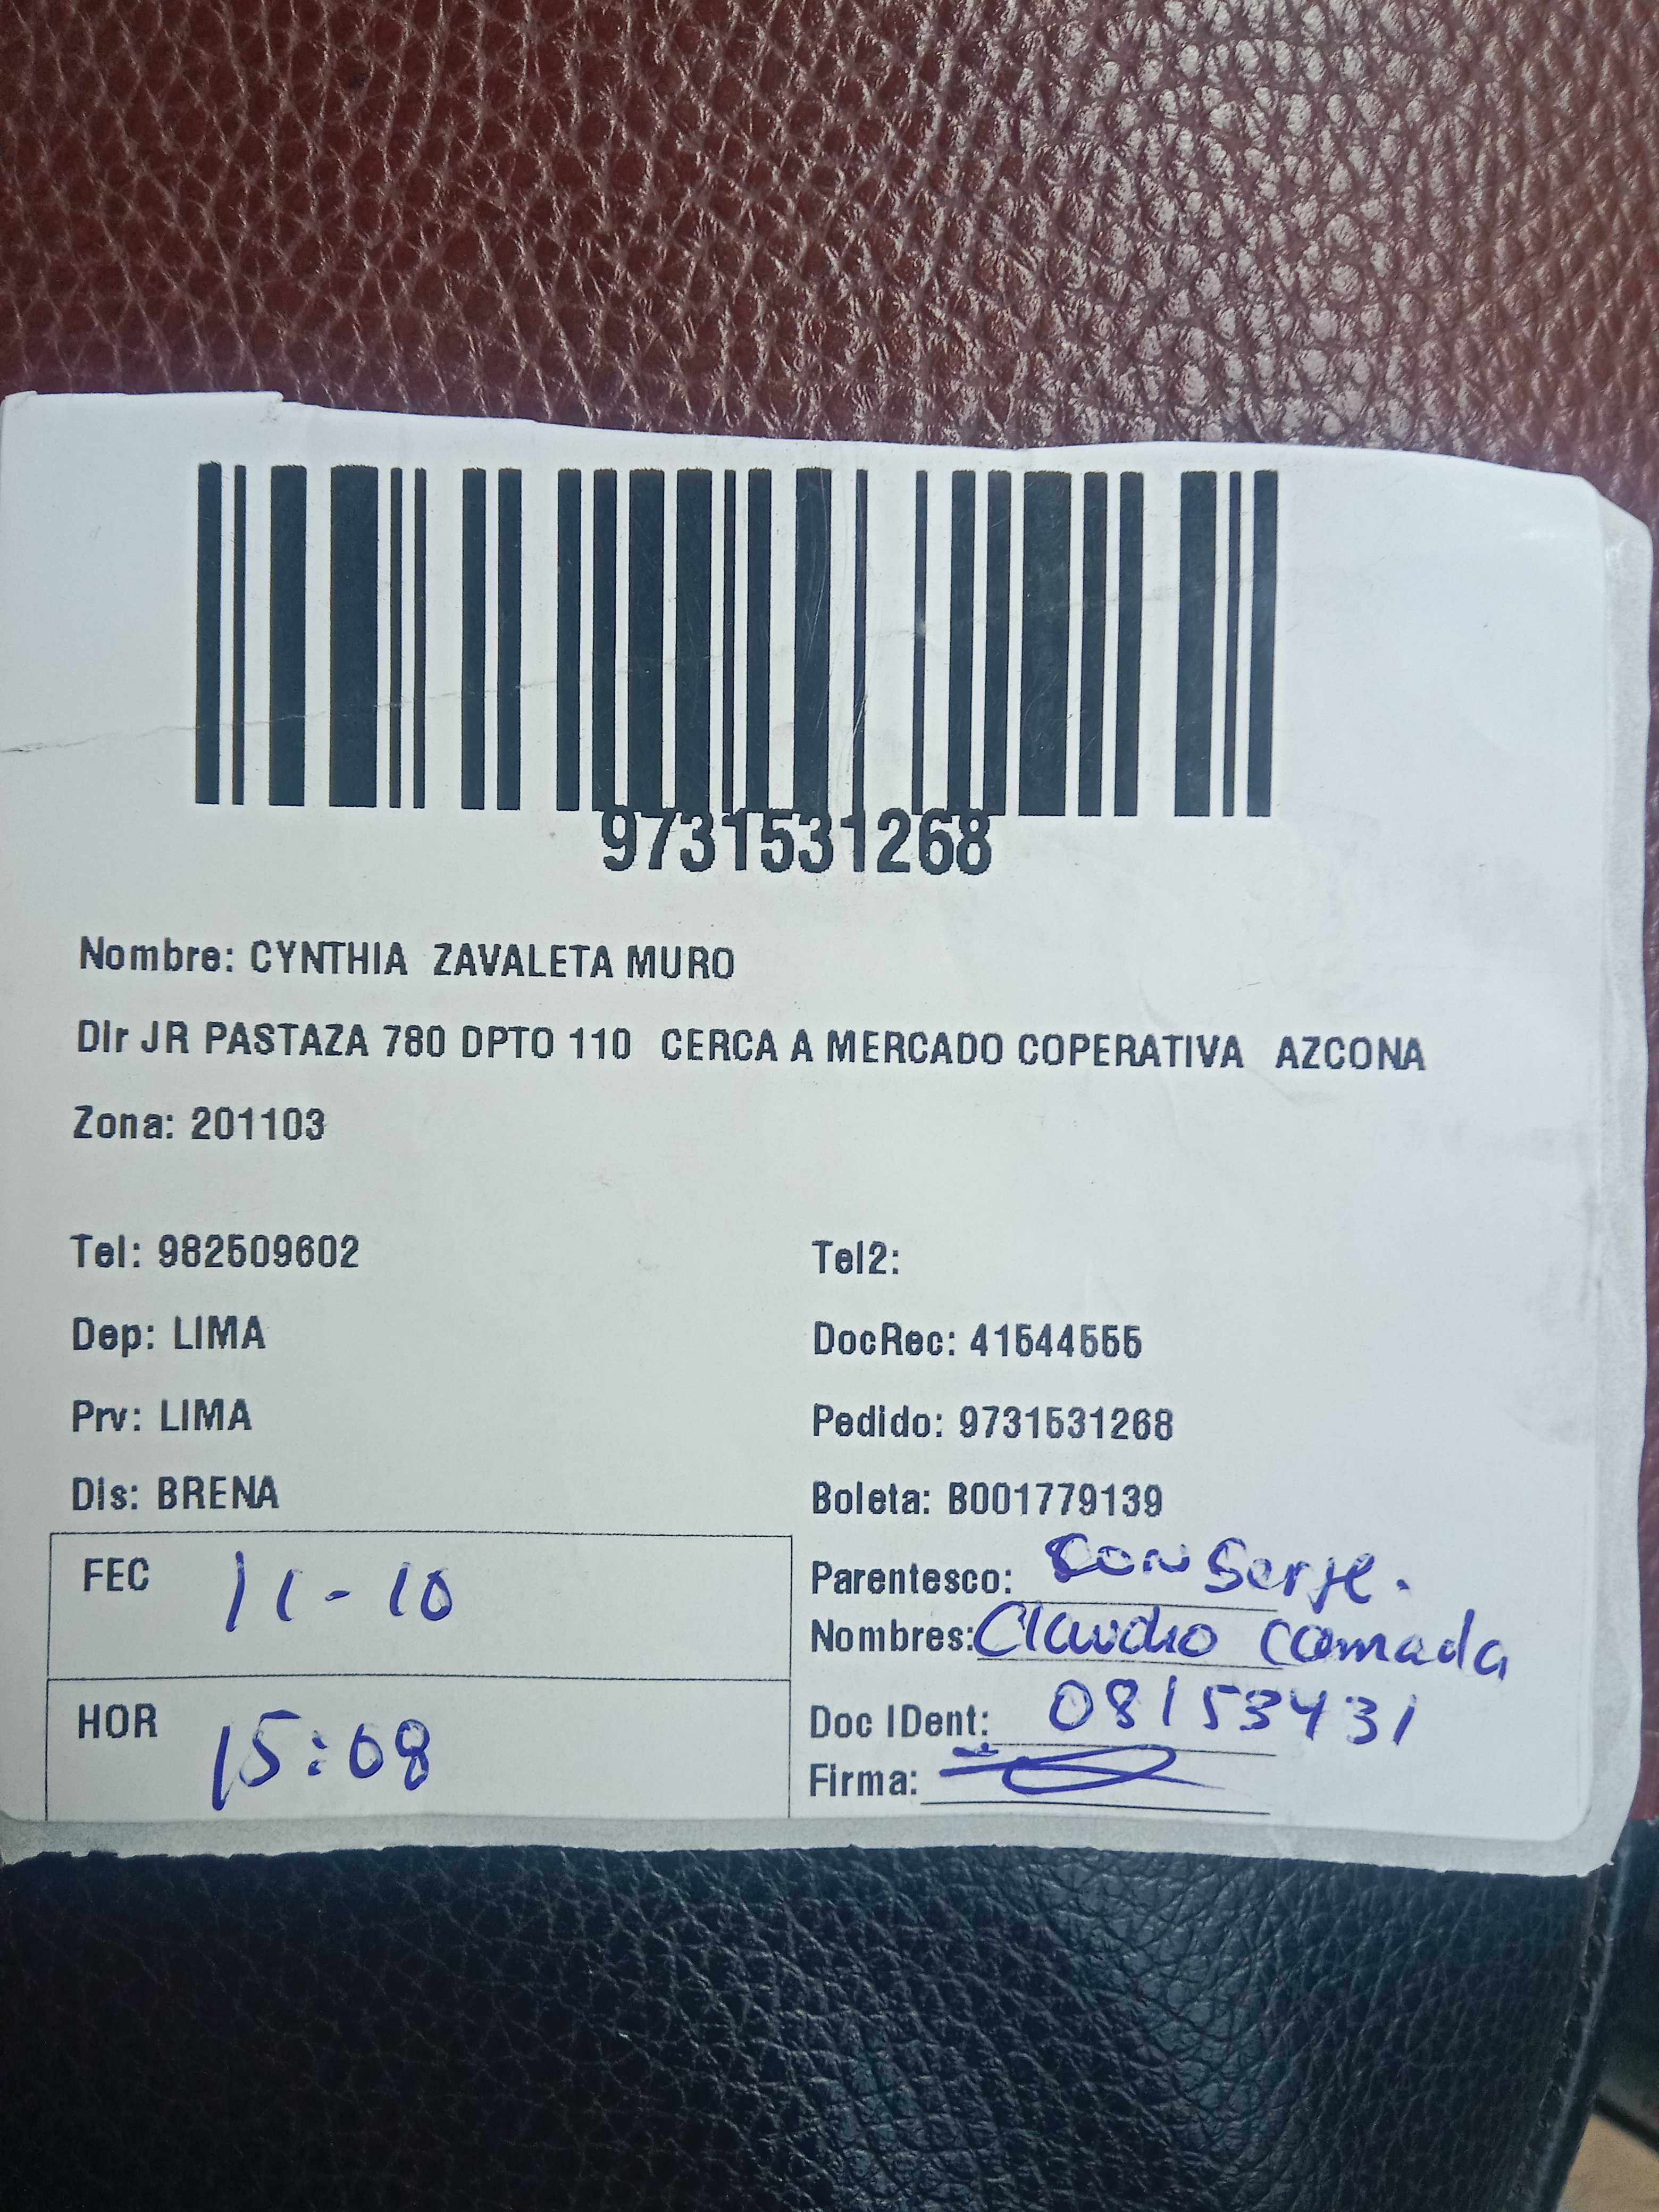 9731531268
Nombre: CYNTHIA ZAVALETA MURO
Dir JR PASTAZA 780 DPTO 110 CERCA A MERCADO COPERATIVA AZCONA
Zona: 201103
Tel: 982509602 Tel2:
Dep: LIMA DocRec: 41544555
Prv: LIMA Pedido: 9731531268
Dis: BRENA Boleta: B001779139
FEC 11-10 Parentesco: Conserje.
Nombres: Claudio Camada
HOR 15:08 Doc IDent: 08153431
Firma: